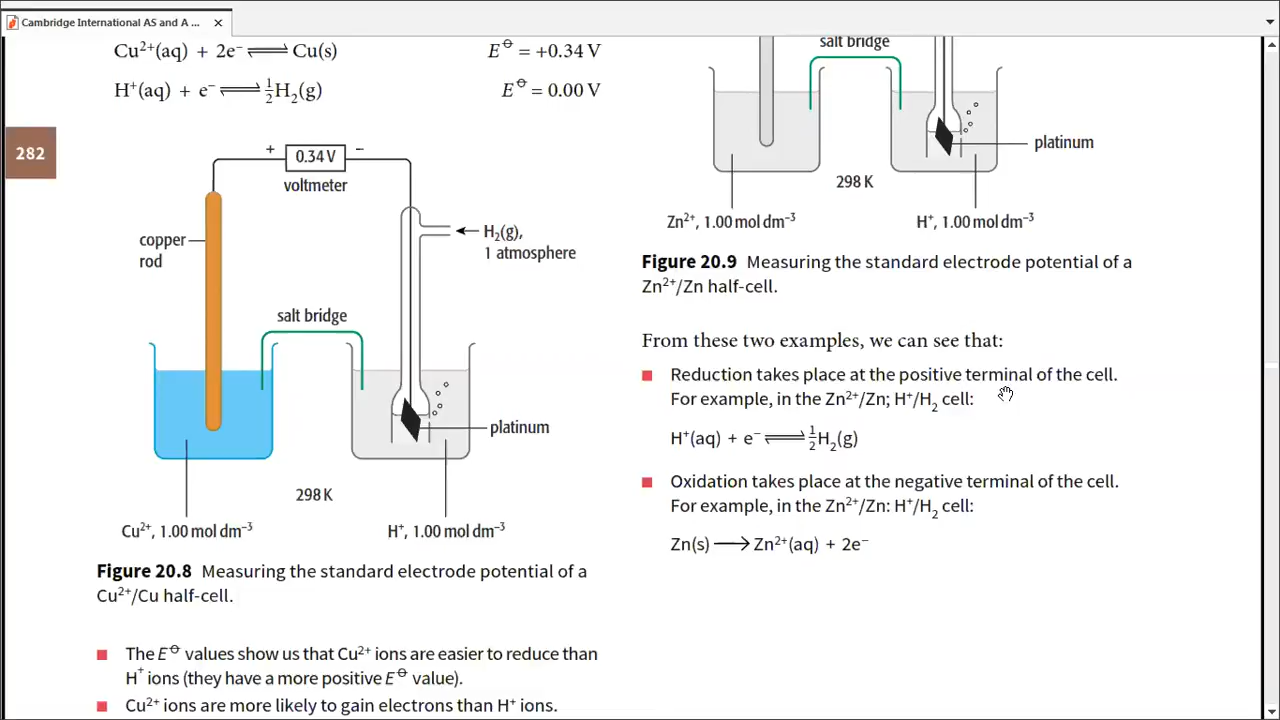 Cambridge International AS and A ...
Cu²⁺(aq) + 2e⁻ ⇌ Cu(s) E⦵ = +0.34 V
H⁺(aq) + e⁻ ⇌ ½H₂(g) E⦵ = 0.00 V
282
+ 0.34 V −
voltmeter
copper
rod
H₂(g),
1 atmosphere
salt bridge
platinum
298 K
Cu²⁺, 1.00 mol dm⁻³ H⁺, 1.00 mol dm⁻³
Figure 20.8 Measuring the standard electrode potential of a
Cu²⁺/Cu half-cell.
The E⦵ values show us that Cu²⁺ ions are easier to reduce than
H⁺ ions (they have a more positive E⦵ value).
Cu²⁺ ions are more likely to gain electrons than H⁺ ions.
salt bridge
platinum
298 K
Zn²⁺, 1.00 mol dm⁻³ H⁺, 1.00 mol dm⁻³
Figure 20.9 Measuring the standard electrode potential of a
Zn²⁺/Zn half-cell.
From these two examples, we can see that:
Reduction takes place at the positive terminal of the cell.
For example, in the Zn²⁺/Zn; H⁺/H₂ cell:
H⁺(aq) + e⁻ ⇌ ½H₂(g)
Oxidation takes place at the negative terminal of the cell.
For example, in the Zn²⁺/Zn: H⁺/H₂ cell:
Zn(s) ⟶ Zn²⁺(aq) + 2e⁻